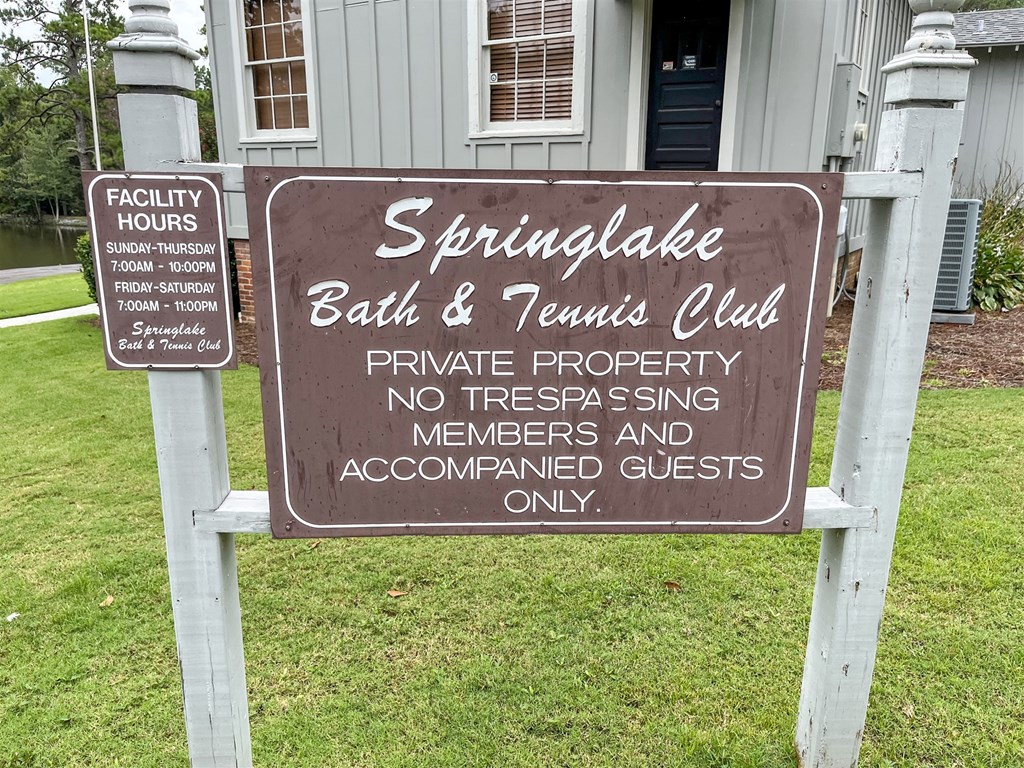 FACILITY
HOURS
SUNDAY-THURSDAY
7:00AM - 10:00PM
FRIDAY-SATURDAY
7:00AM - 11:00PM
Springlake
Bath & Tennis Club
Springlake
Bath & Tennis Club
PRIVATE PROPERTY
NO TRESPASSING
MEMBERS AND
ACCOMPANIED GUESTS
ONLY.